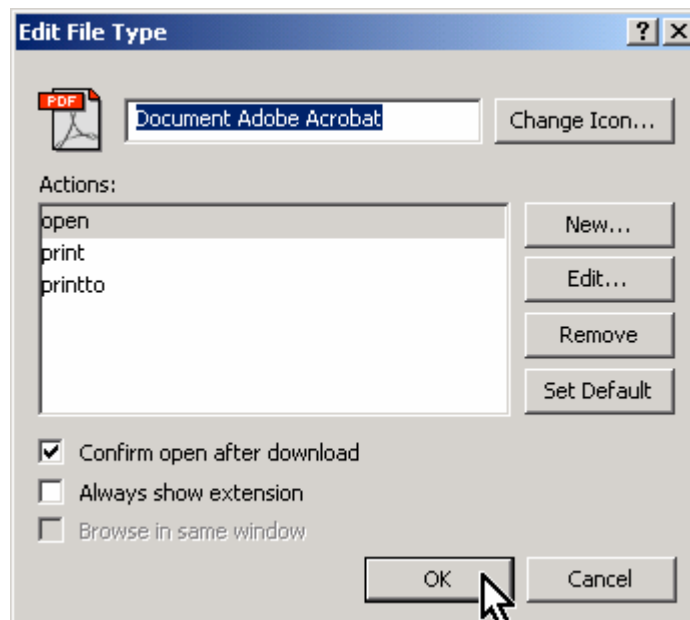 Edit File Type
PDF
Document Adobe Acrobat
Change Icon...
Actions:
open
print
printto
New...
Edit...
Remove
Set Default
Confirm open after download
Always show extension
Browse in same window
OK
Cancel